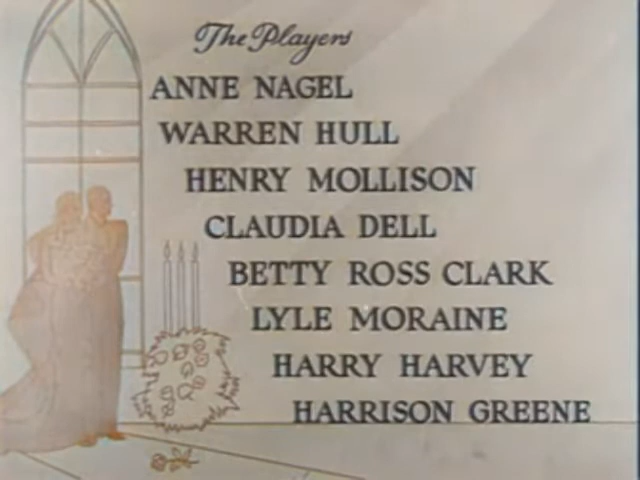 The Players
ANNE NAGEL
WARREN HULL
HENRY MOLLISON
CLAUDIA DELL
BETTY ROSS CLARK
LYLE MORAINE
HARRY HARVEY
HARRISON GREENE